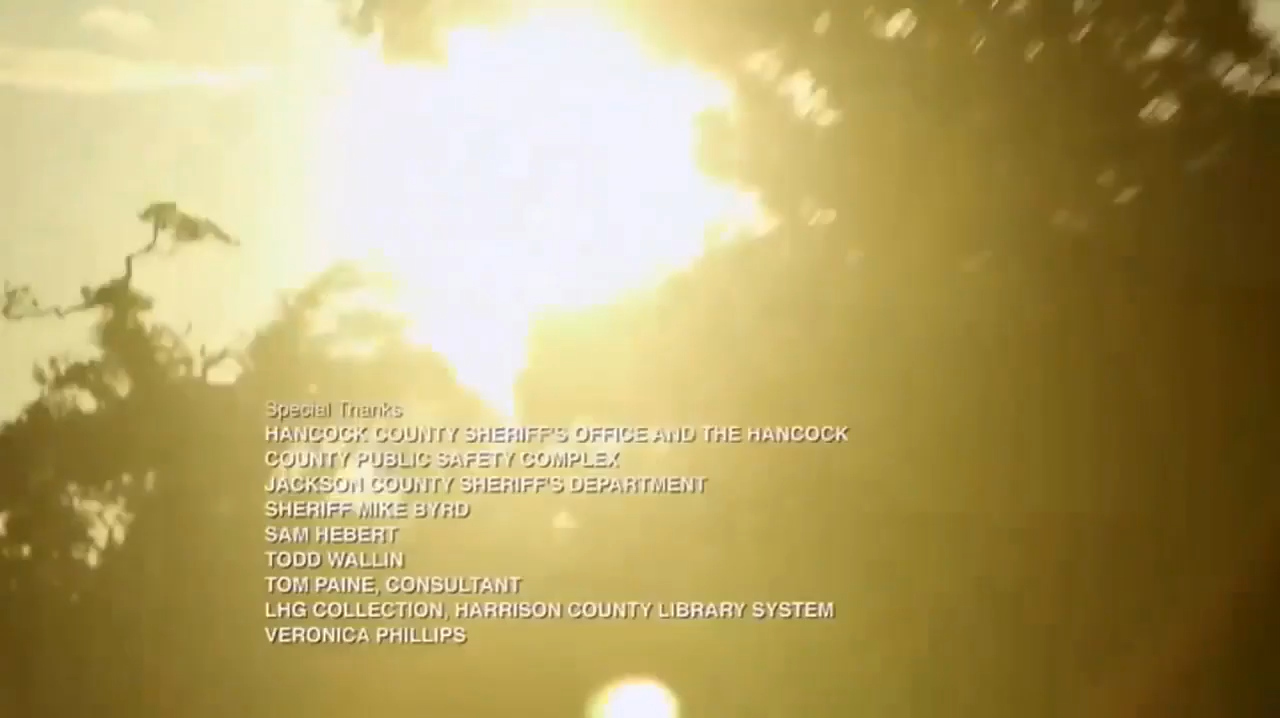 Special Thanks
HANCOCK COUNTY SHERIFF'S OFFICE AND THE HANCOCK
COUNTY PUBLIC SAFETY COMPLEX
JACKSON COUNTY SHERIFF'S DEPARTMENT
SHERIFF MIKE BYRD
SAM HEBERT
TODD WALLIN
TOM PAINE, CONSULTANT
LHG COLLECTION, HARRISON COUNTY LIBRARY SYSTEM
VERONICA PHILLIPS